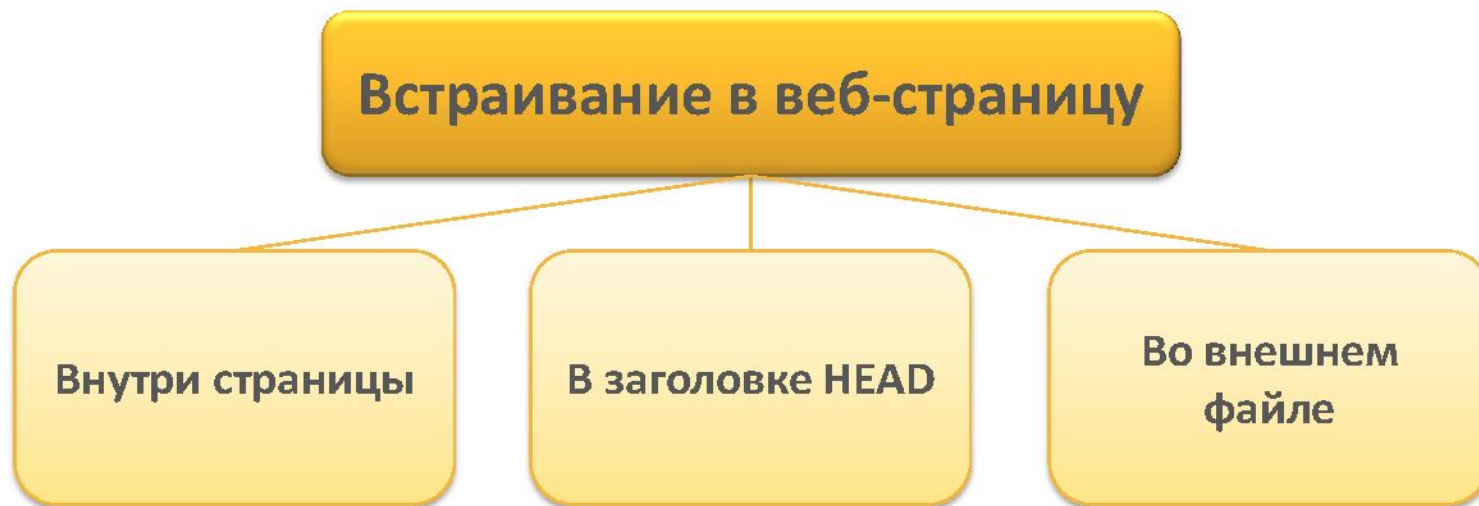 Встраивание в веб-страницу
Внутри страницы
В заголовке HEAD
Во внешнем
файле